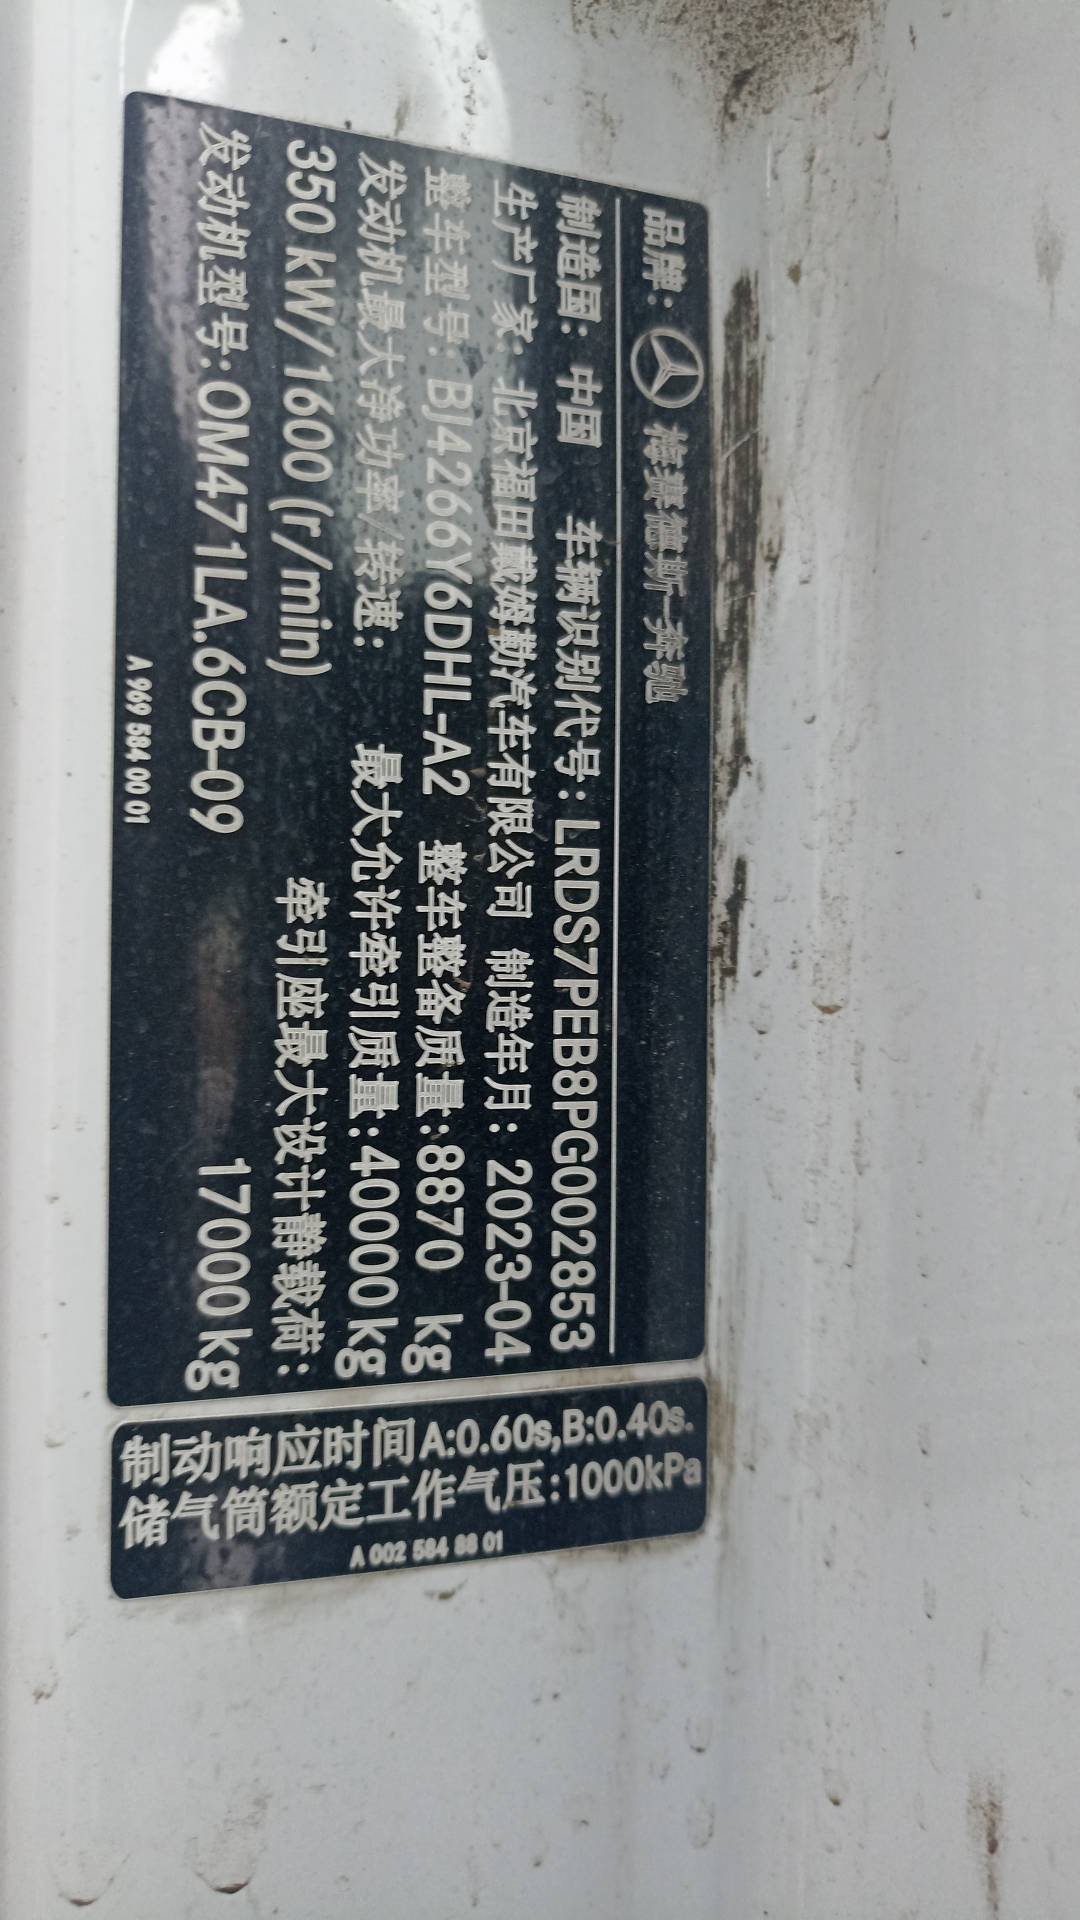 品牌: 梅赛德斯-奔驰
制造国: 中国 车辆识别代号: LRDS7PEB8PG002853
生产厂家: 北京福田戴姆勒汽车有限公司 制造年月: 2023-04
整车型号: BJ4266Y6DHL-A2 整车整备质量:8870 kg
发动机最大净功率/转速: 最大允许牵引质量:40000kg
350 kW/1600 (r/min) 牵引座最大设计静载荷:
发动机型号:OM471LA.6CB-09 17000kg
A 969 584 00 01
制动响应时间A:0.60s,B:0.40s.
储气筒额定工作气压:1000kPa
A 002 584 88 01